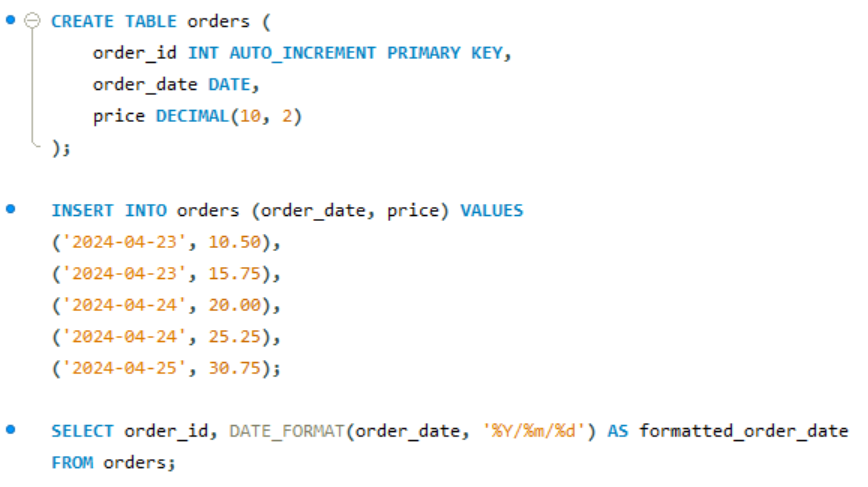 CREATE TABLE orders (
order_id INT AUTO_INCREMENT PRIMARY KEY,
order_date DATE,
price DECIMAL(10, 2)
);
INSERT INTO orders (order_date, price) VALUES
('2024-04-23', 10.50),
('2024-04-23', 15.75),
('2024-04-24', 20.00),
('2024-04-24', 25.25),
('2024-04-25', 30.75);
SELECT order_id, DATE_FORMAT(order_date, '%Y/%m/%d') AS formatted_order_date
FROM orders;